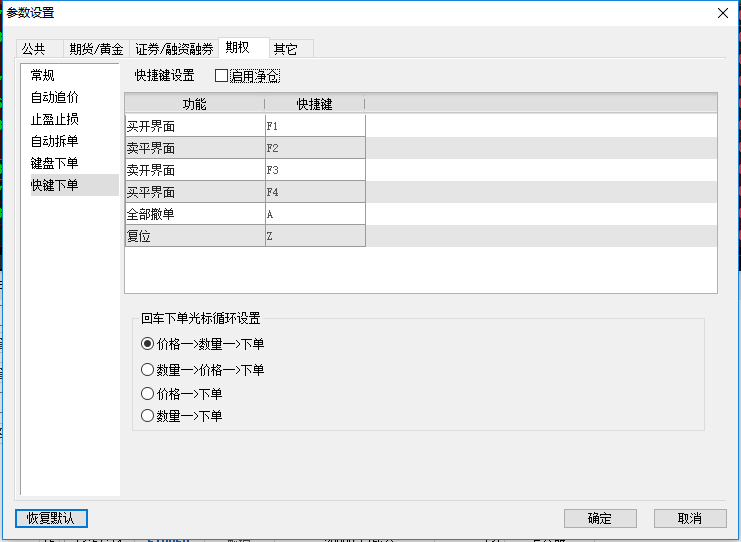 参数设置
公共 期货/黄金 证券/融资融券 期权 其它
常规
自动追价
止盈止损
自动拆单
键盘下单
快键下单
快捷键设置 启用净仓
功能 快捷键
买开界面 F1
卖平界面 F2
卖开界面 F3
买平界面 F4
全部撤单 A
复位 Z
回车下单光标循环设置
价格—>数量—>下单
数量—>价格—>下单
价格—>下单
数量—>下单
恢复默认 确定 取消